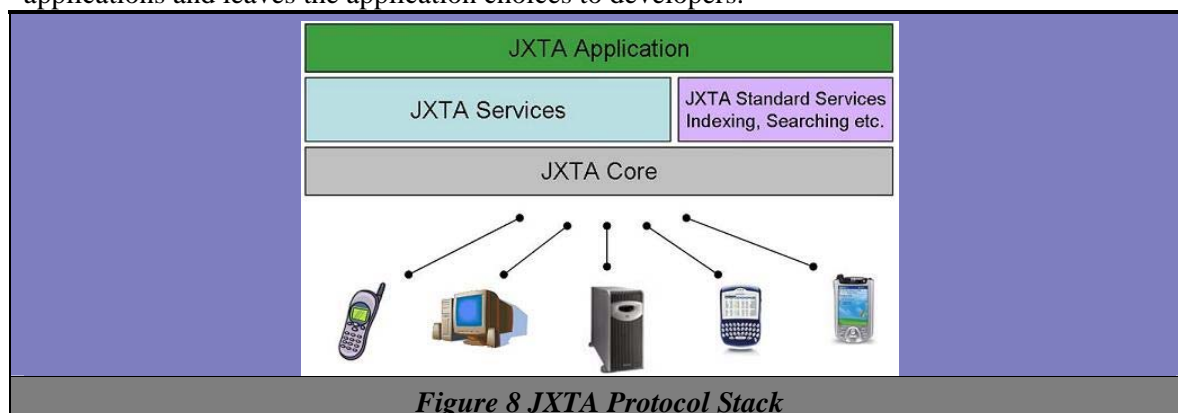 applications and leaves the application choices to developers.
JXTA Application
JXTA Services
JXTA Standard Services
Indexing, Searching etc.
JXTA Core
Figure 8 JXTA Protocol Stack